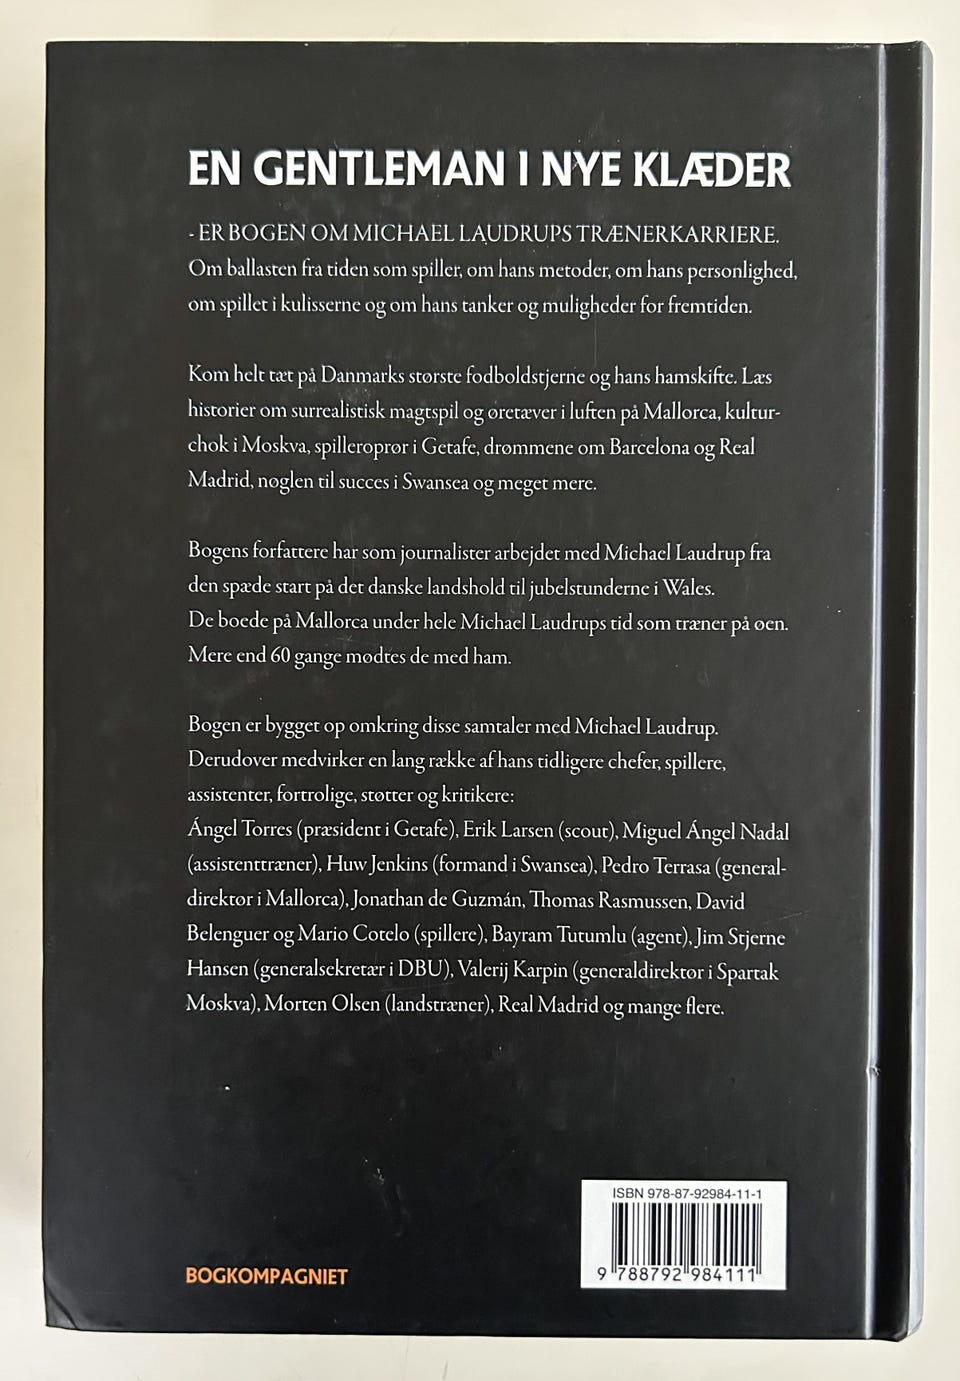 EN GENTLEMAN I NYE KLÆDER
- ER BOGEN OM MICHAEL LAUDRUPS TRÆNERKARRIERE.
Om ballasten fra tiden som spiller, om hans metoder, om hans personlighed,
om spillet i kulisserne og om hans tanker og muligheder for fremtiden.
Kom helt tæt på Danmarks største fodboldstjerne og hans hamskifte. Læs
historier om surrealistisk magtspil og øretæver i luften på Mallorca, kultur-
chok i Moskva, spilleroprør i Getafe, drømmene om Barcelona og Real
Madrid, nøglen til succes i Swansea og meget mere.
Bogens forfattere har som journalister arbejdet med Michael Laudrup fra
den spæde start på det danske landshold til jubelstunderne i Wales.
De boede på Mallorca under hele Michael Laudrups tid som træner på øen.
Mere end 60 gange mødtes de med ham.
Bogen er bygget op omkring disse samtaler med Michael Laudrup.
Derudover medvirker en lang række af hans tidligere chefer, spillere,
assistenter, fortrolige, støtter og kritikere:
Ángel Torres (præsident i Getafe), Erik Larsen (scout), Miguel Ángel Nadal
(assistenttræner), Huw Jenkins (formand i Swansea), Pedro Terrasa (general-
direktør i Mallorca), Jonathan de Guzmán, Thomas Rasmussen, David
Belenguer og Mario Cotelo (spillere), Bayram Tutumlu (agent), Jim Stjerne
Hansen (generalsekretær i DBU), Valerij Karpin (generaldirektør i Spartak
Moskva), Morten Olsen (landstræner), Real Madrid og mange flere.
ISBN 978-87-92984-11-1
9 788792 984111
BOGKOMPAGNIET